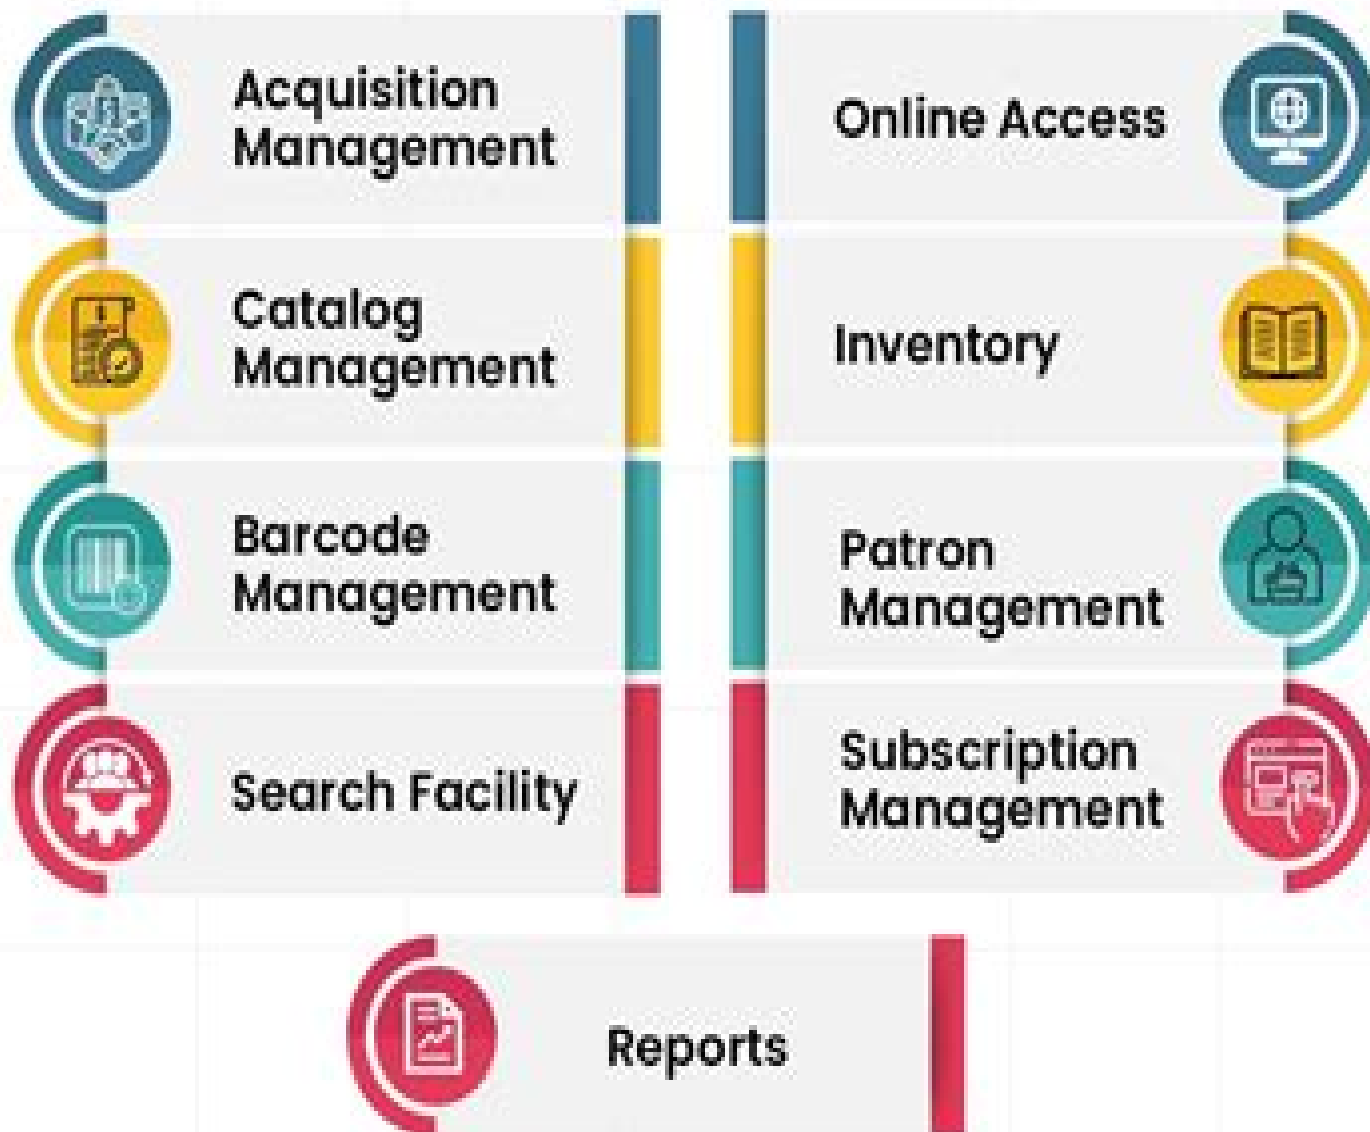 Acquisition
Management
Online Access
Catalog
Management
Inventory
Barcode
Management
Patron
Management
Search Facility
Subscription
Management
Reports